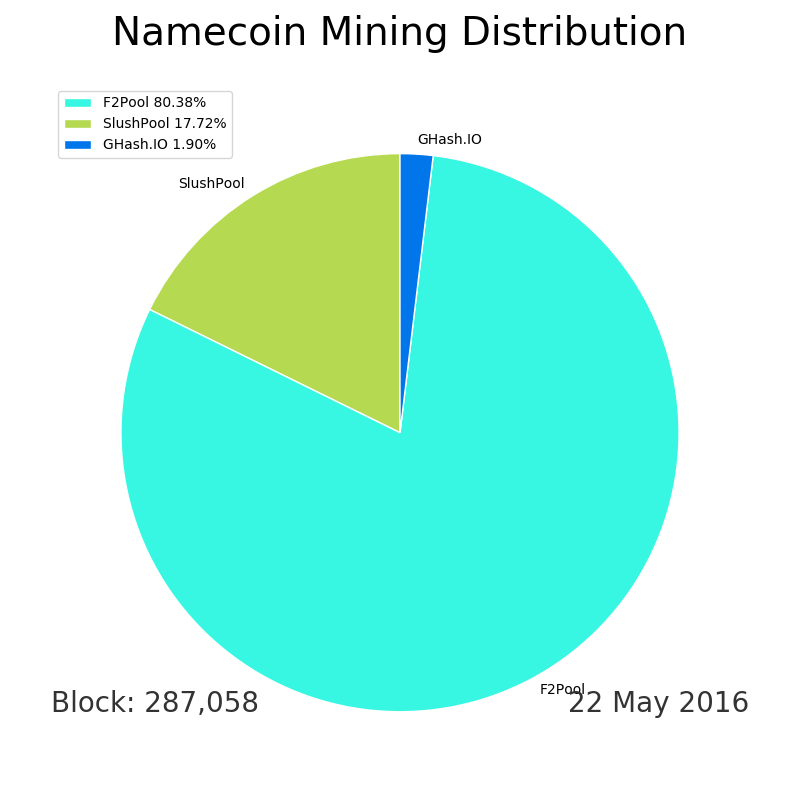 Namecoin Mining Distribution
F2Pool 80.38%
SlushPool 17.72%
GHash.IO 1.90%
GHash.IO
SlushPool
F2Pool
Block: 287,058
22 May 2016